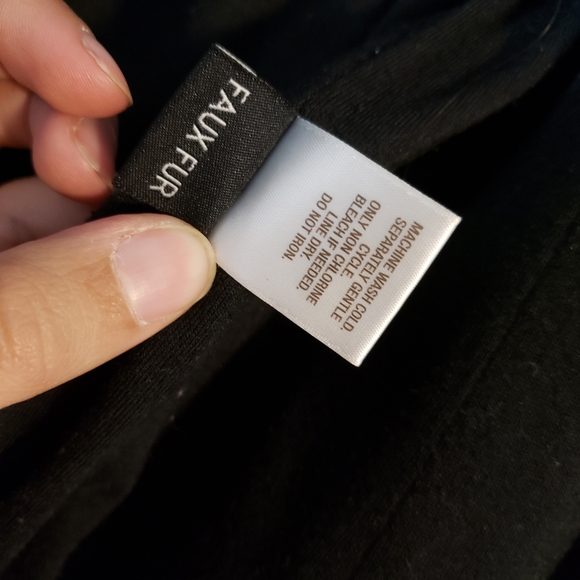 FAUX FUR
MACHINE WASH COLD.
SEPARATELY GENTLE
CYCLE.
ONLY NON CHLORINE
BLEACH IF NEEDED.
LINE DRY.
DO NOT IRON.